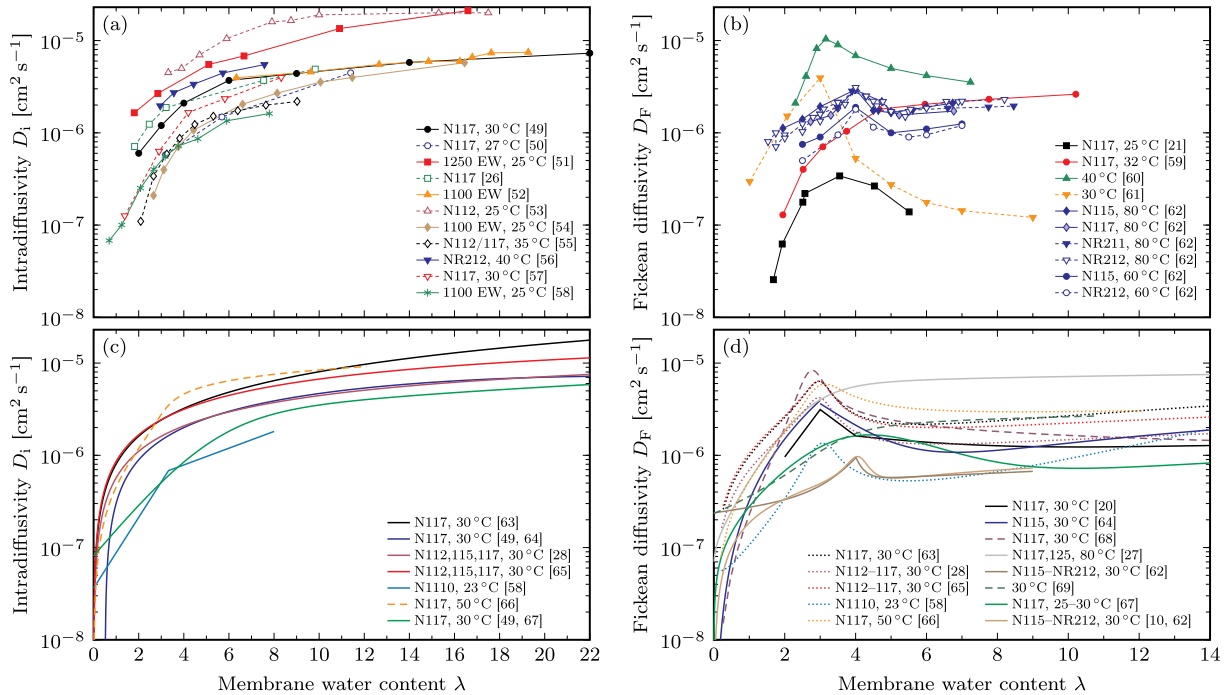 (a)
Intradiffusivity Dᵢ [cm² s⁻¹]
10⁻⁵
10⁻⁶
10⁻⁷
10⁻⁸
N117, 30 °C [49]
N117, 27 °C [50]
1250 EW, 25 °C [51]
N117 [26]
1100 EW [52]
N112, 25 °C [53]
1100 EW, 25 °C [54]
N112/117, 35 °C [55]
NR212, 40 °C [56]
N117, 30 °C [57]
1100 EW, 25 °C [58]
(b)
Fickean diffusivity D_F [cm² s⁻¹]
10⁻⁵
10⁻⁶
10⁻⁷
10⁻⁸
N117, 25 °C [21]
N117, 32 °C [59]
40 °C [60]
30 °C [61]
N115, 80 °C [62]
N117, 80 °C [62]
NR211, 80 °C [62]
NR212, 80 °C [62]
N115, 60 °C [62]
NR212, 60 °C [62]
(c)
Intradiffusivity Dᵢ [cm² s⁻¹]
10⁻⁵
10⁻⁶
10⁻⁷
10⁻⁸
N117, 30 °C [63]
N117, 30 °C [49, 64]
N112,115,117, 30 °C [28]
N112,115,117, 30 °C [65]
N1110, 23 °C [58]
N117, 50 °C [66]
N117, 30 °C [49, 67]
0 2 4 6 8 10 12 14 16 18 20 22
Membrane water content λ
(d)
Fickean diffusivity D_F [cm² s⁻¹]
10⁻⁵
10⁻⁶
10⁻⁷
10⁻⁸
N117, 30 °C [63]
N112–117, 30 °C [28]
N112–117, 30 °C [65]
N1110, 23 °C [58]
N117, 50 °C [66]
N117, 30 °C [20]
N115, 30 °C [64]
N117, 30 °C [68]
N117,125, 80 °C [27]
N115–NR212, 30 °C [62]
30 °C [69]
N117, 25–30 °C [67]
N115–NR212, 30 °C [10, 62]
0 2 4 6 8 10 12 14
Membrane water content λ